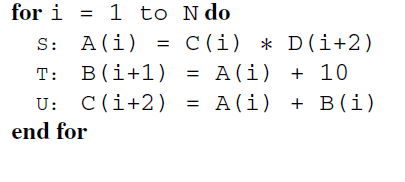 for i = 1 to N do
S: A(i) = C(i) * D(i+2)
T: B(i+1) = A(i) + 10
U: C(i+2) = A(i) + B(i)
end for